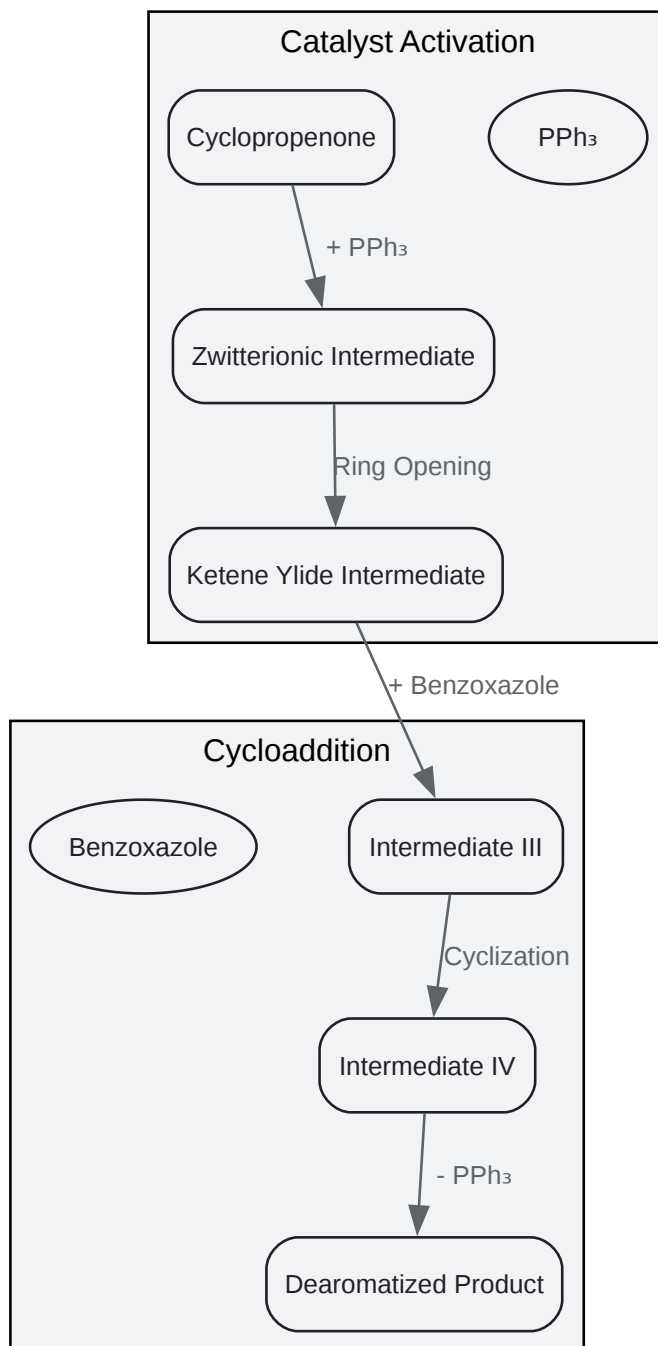 Catalyst Activation
Cyclopropenone
PPh₃
+ PPh₃
Zwitterionic Intermediate
Ring Opening
Ketene Ylide Intermediate
+ Benzoxazole
Cycloaddition
Benzoxazole
Intermediate III
Cyclization
Intermediate IV
- PPh₃
Dearomatized Product